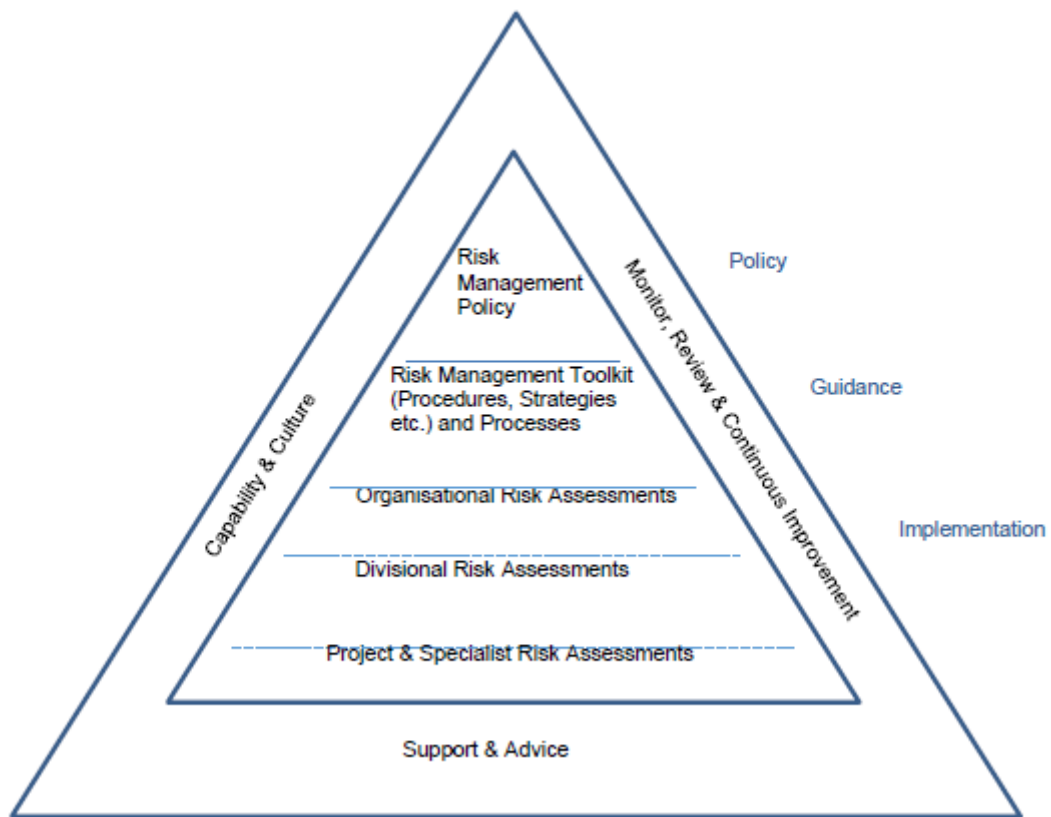 Risk
Management
Policy
Policy
Risk Management Toolkit
(Procedures, Strategies
etc.) and Processes
Guidance
Organisational Risk Assessments
Implementation
Divisional Risk Assessments
Project & Specialist Risk Assessments
Capability & Culture
Monitor, Review & Continuous Improvement
Support & Advice